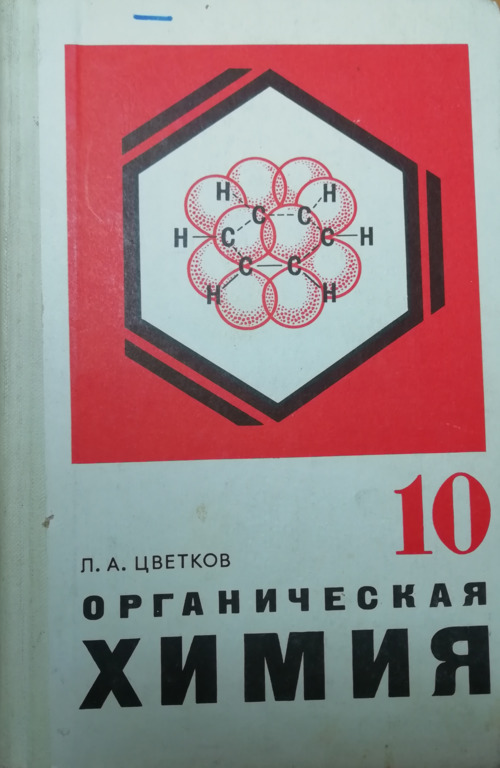 H H
C C
H C C H
C C
H H
10
Л. А. ЦВЕТКОВ
ОРГАНИЧЕСКАЯ
ХИМИЯ